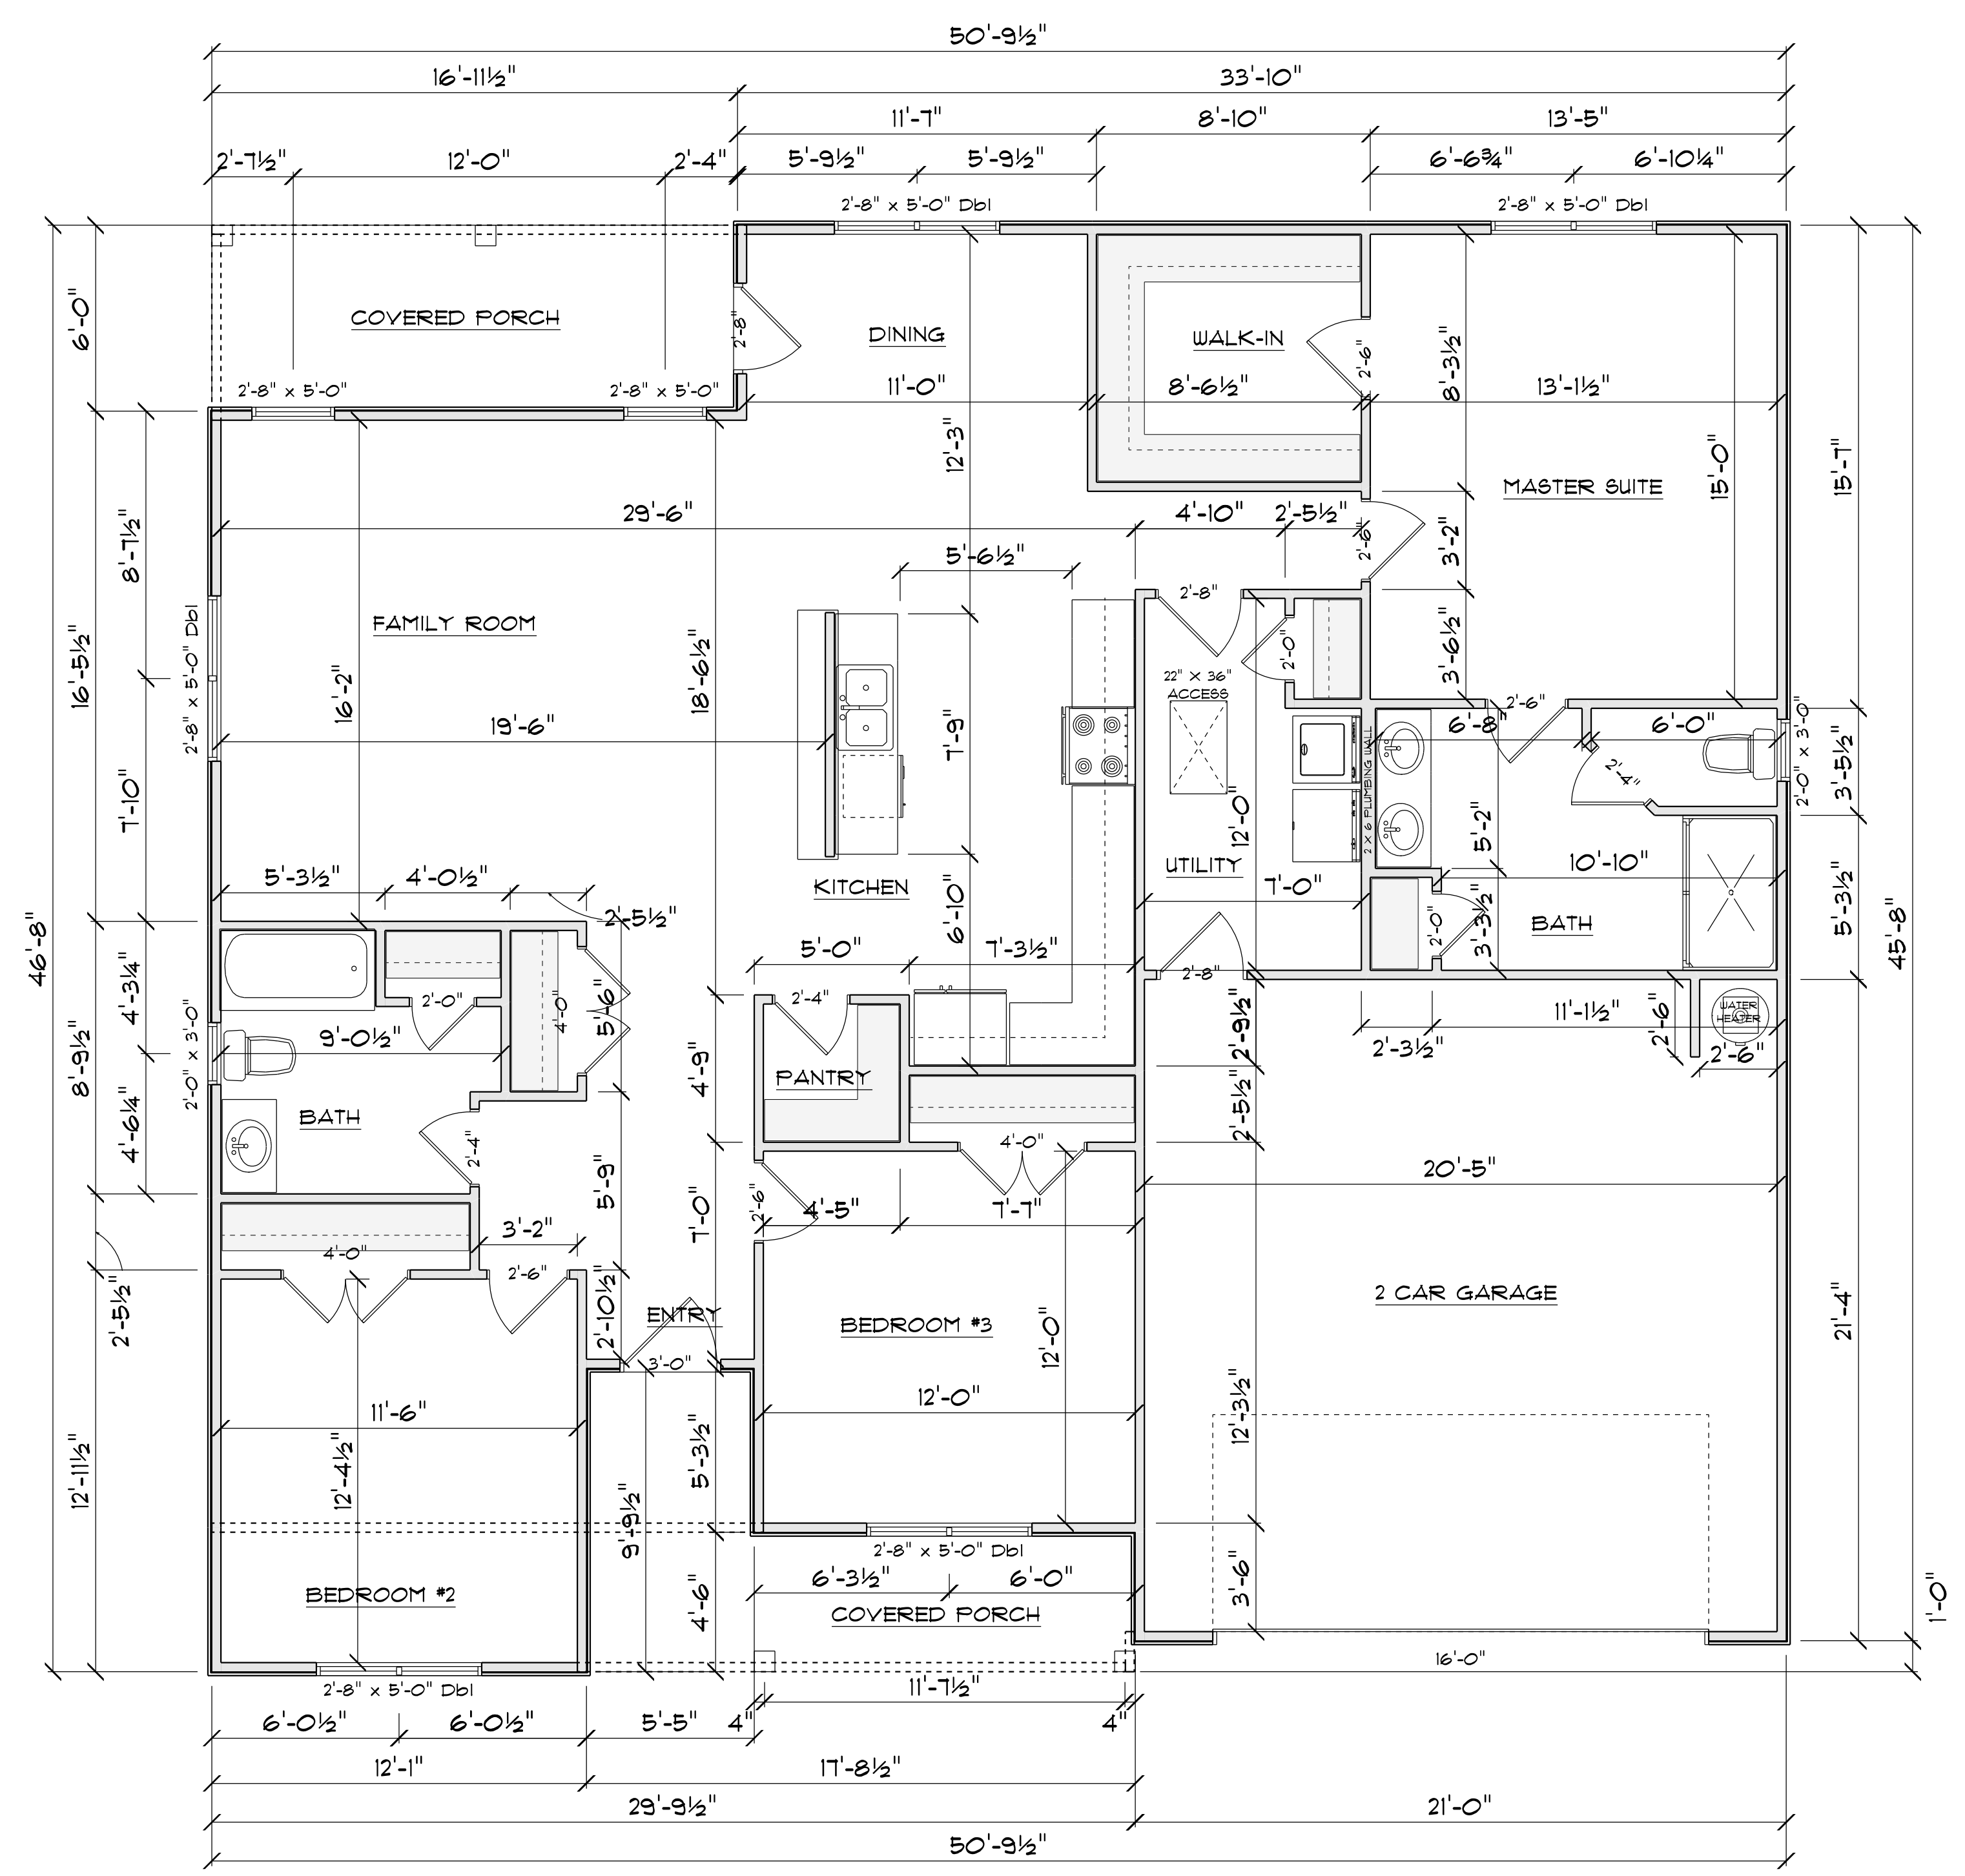 50'-9½"
16'-11½" 33'-10"
11'-7" 8'-10" 13'-5"
2'-7½" 12'-0" 2'-4" 5'-9½" 5'-9½" 6'-6¾" 6'-10¼"
2'-8" x 5'-0" Dbl 2'-8" x 5'-0" Dbl
6'-0"
COVERED PORCH
2'-8"
DINING
WALK-IN
2'-6"
8'-3½"
2'-8" x 5'-0" 2'-8" x 5'-0"
11'-0" 8'-6½" 13'-1½"
12'-3"
15'-0"
15'-7"
MASTER SUITE
29'-6" 4'-10" 2'-5½"
2'-6"
3'-2"
8'-7½"
5'-6½"
2'-8"
FAMILY ROOM
16'-5½"
2'-8" x 5'-0" Dbl
16'-2"
18'-6½"
2'-0"
3'-6½"
22" X 36"
ACCESS
2'-6"
19'-6"
7'-9"
6'-8" 6'-0"
2'-0" x 3'-0"
2'-4"
3'-5½"
2 X 6 PLUMBING WALL
7'-10"
12'-0"
5'-2"
UTILITY
10'-10"
KITCHEN
7'-0"
5'-3½" 4'-0½"
2'-5½"
6'-10"
2'-0"
3'-3½"
BATH
5'-3½"
45'-8"
46'-8"
5'-0" 7'-3½"
2'-8"
4'-3¼"
2'-0"
4'-0"
5'-6"
2'-4"
2'-9½"
11'-1½"
2'-3½"
2'-6"
WATER
HEATER
2'-6"
8'-9½"
2'-0" x 3'-0"
9'-0½"
4'-9"
PANTRY
BATH
4'-6¼"
2'-4"
2'-5½"
4'-0"
20'-5"
5'-9"
7'-0"
2'-6"
4'-5" 7'-7"
3'-2"
4'-0"
2'-6"
2'-5½"
2'-10½"
ENTRY
BEDROOM #3
12'-0"
2 CAR GARAGE
21'-4"
3'-0"
12'-0"
11'-6"
12'-3½"
12'-11½"
12'-4½"
5'-3½"
9'-9½"
2'-8" x 5'-0" Dbl
6'-3½" 6'-0"
3'-6"
BEDROOM #2
4'-6"
COVERED PORCH
1'-0"
16'-0"
2'-8" x 5'-0" Dbl
11'-7½"
6'-0½" 6'-0½" 5'-5" 4" 4"
12'-1" 17'-8½"
29'-9½" 21'-0"
50'-9½"